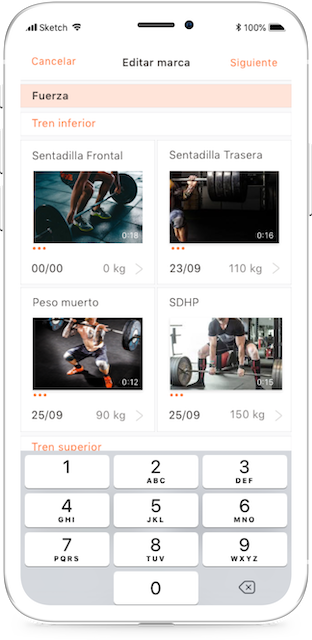 Sketch 100%
Cancelar Editar marca Siguiente
Fuerza
Tren inferior
Sentadilla Frontal Sentadilla Trasera
0:18 0:16
00/00 0 kg 23/09 110 kg
Peso muerto SDHP
0:12 0:15
25/09 90 kg 25/09 150 kg
Tren superior
1 2 3
ABC DEF
4 5 6
GHI JKL MNO
7 8 9
PQRS TUV WXYZ
0